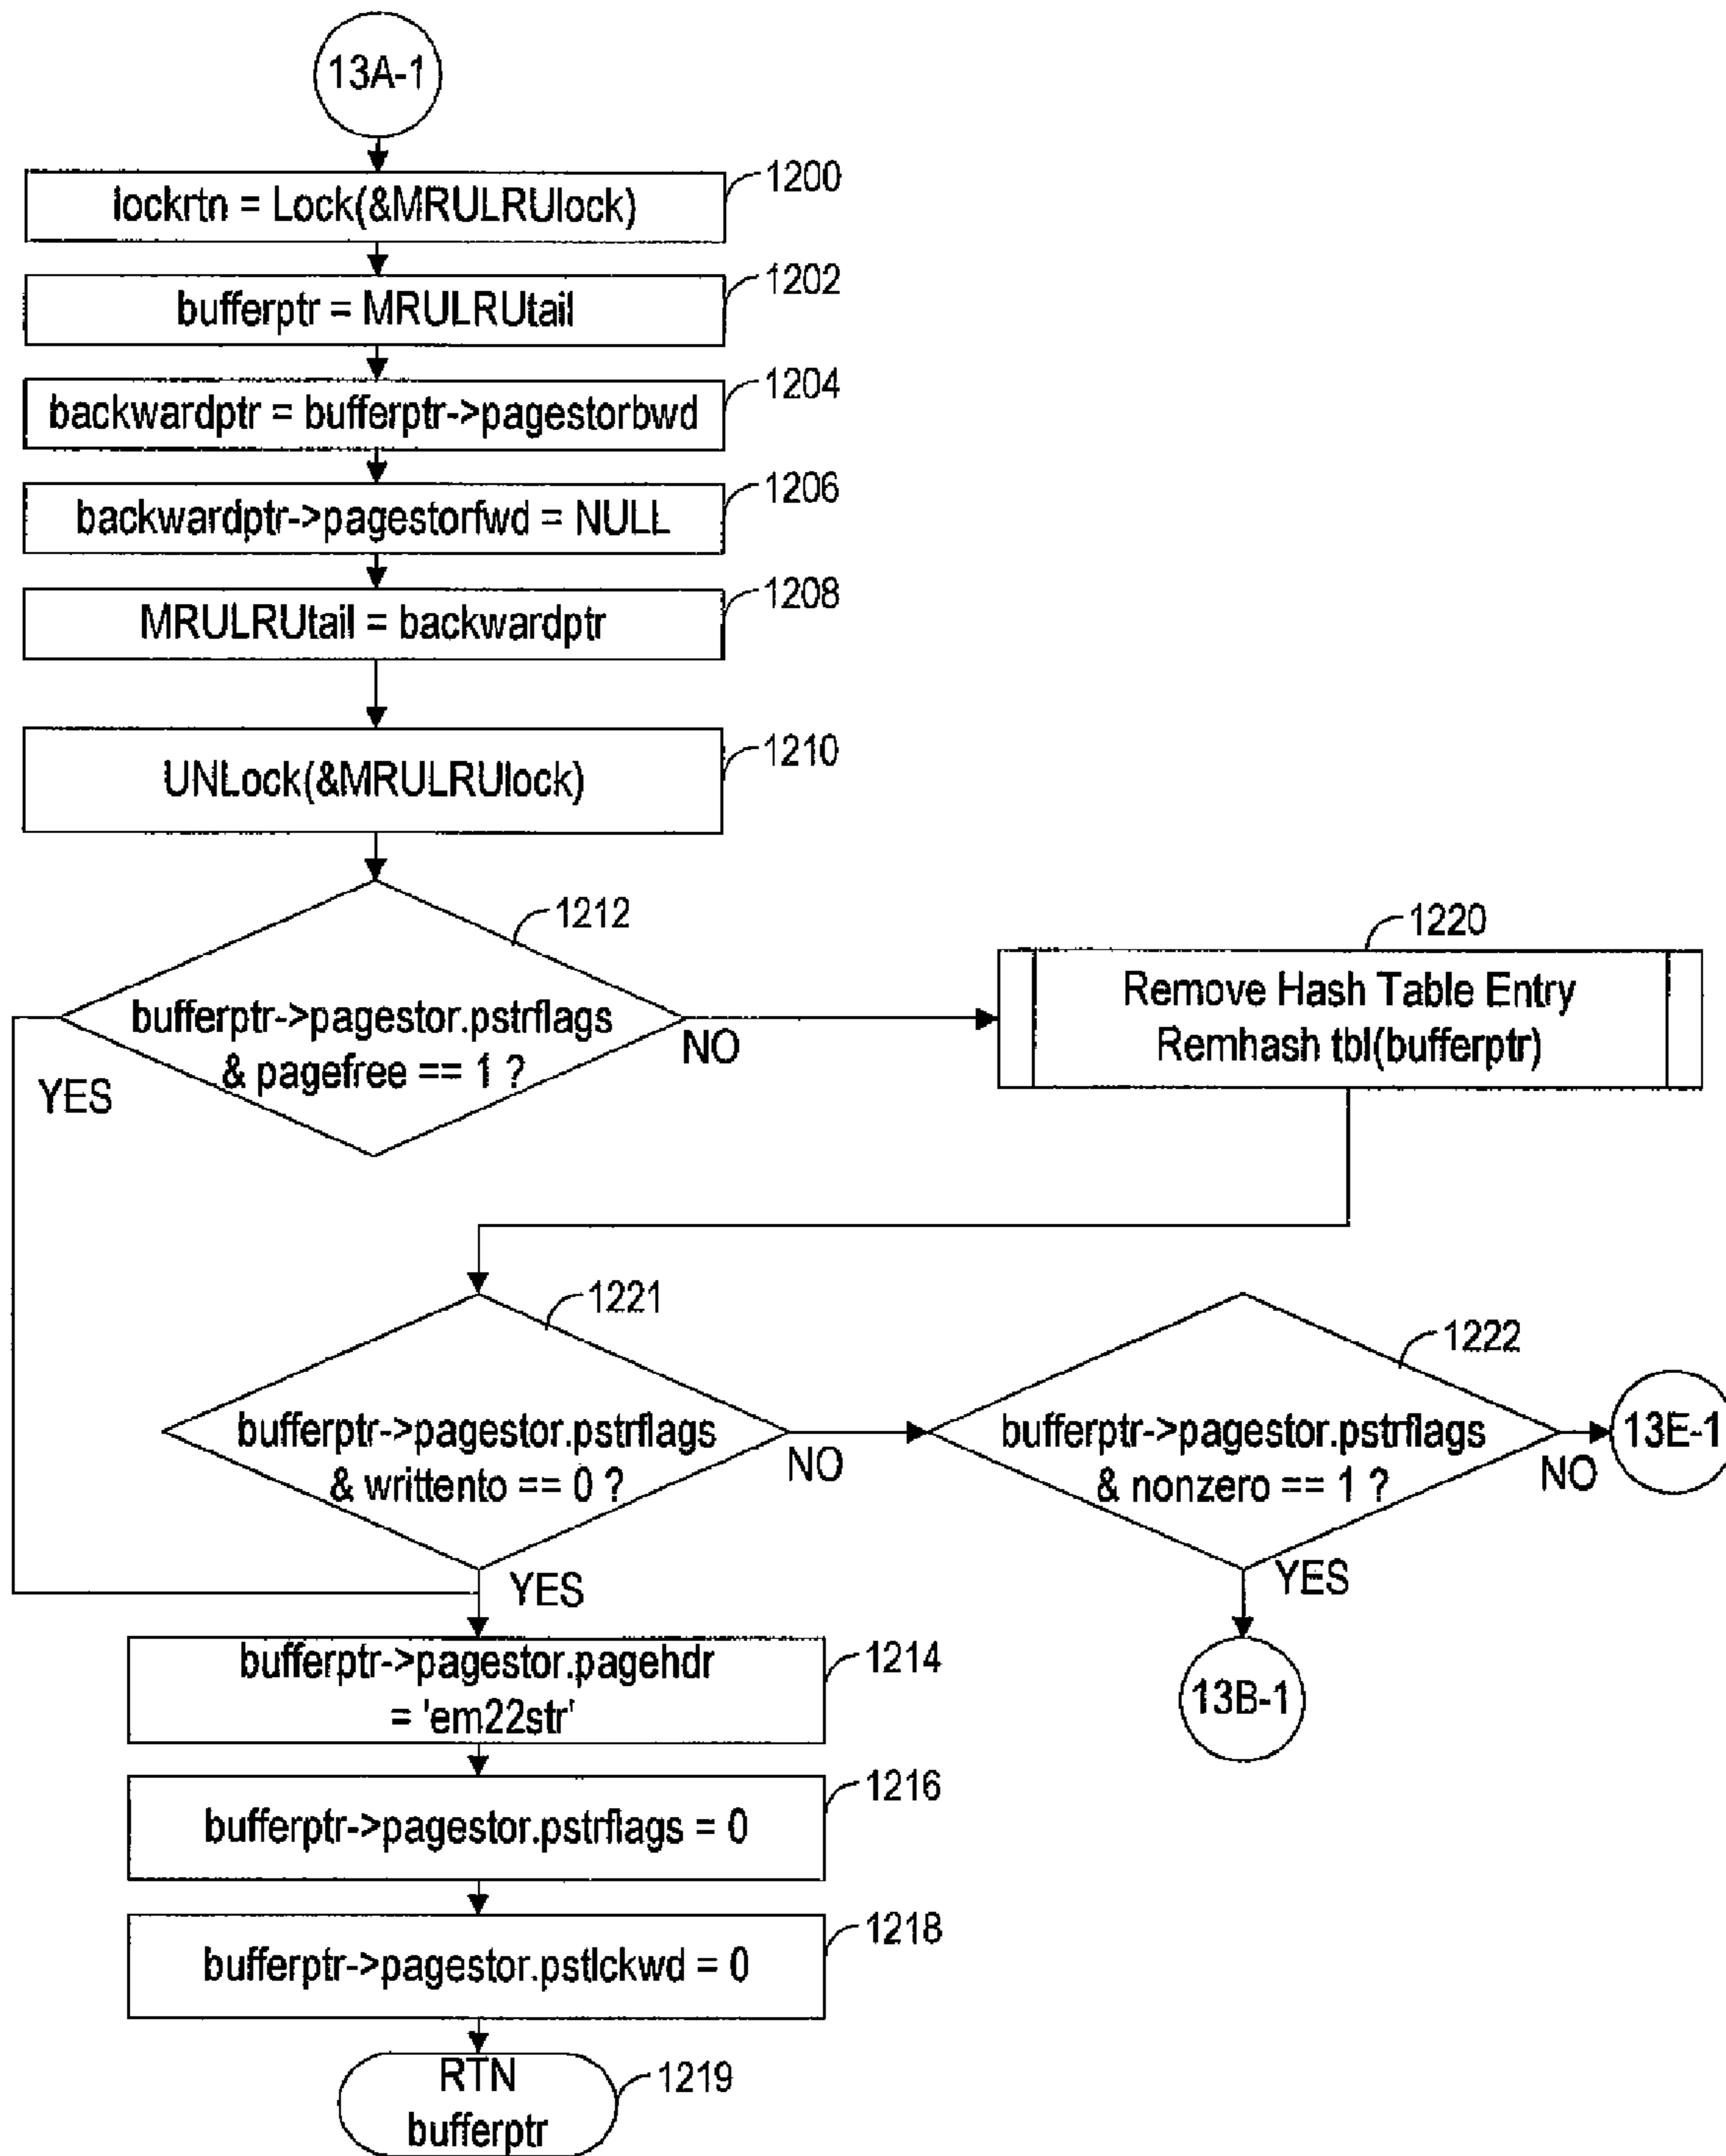 13A-1
1200
lockrtn = Lock(&MRULRUlock)
1202
bufferptr = MRULRUtail
1204
backwardptr = bufferptr->pagestorbwd
1206
backwardptr->pagestorfwd = NULL
1208
MRULRUtail = backwardptr
1210
UNLock(&MRULRUlock)
1212
bufferptr->pagestor.pstrflags
& pagefree == 1 ?
YES
NO
1220
Remove Hash Table Entry
Remhash tbl(bufferptr)
1221
bufferptr->pagestor.pstrflags
& writtento == 0 ?
NO
YES
1222
bufferptr->pagestor.pstrflags
& nonzero == 1 ?
NO
13E-1
YES
13B-1
1214
bufferptr->pagestor.pagehdr
= 'em22str'
1216
bufferptr->pagestor.pstrflags = 0
1218
bufferptr->pagestor.pstlckwd = 0
RTN
bufferptr
1219